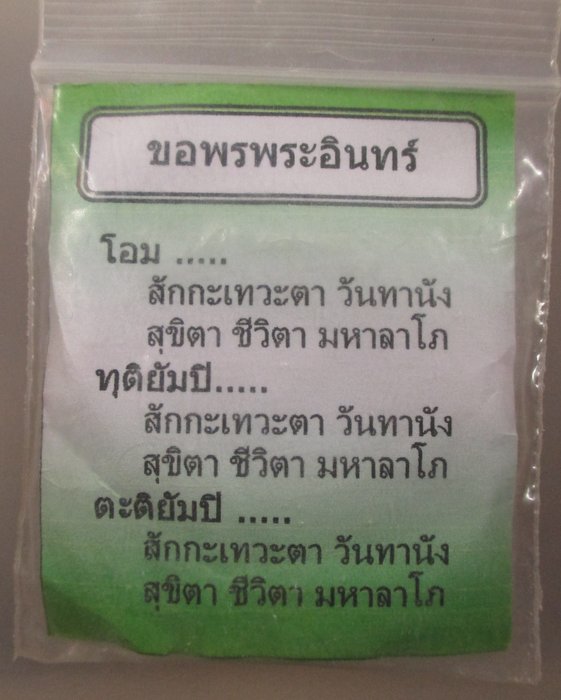 ขอพรพระอินทร์
โอม .....
สักกะเทวะตา วันทานัง
สุขิตา ชีวิตา มหาลาโภ
ทุติยัมปิ.....
สักกะเทวะตา วันทานัง
สุขิตา ชีวิตา มหาลาโภ
ตะติยัมปิ .....
สักกะเทวะตา วันทานัง
สุขิตา ชีวิตา มหาลาโภ